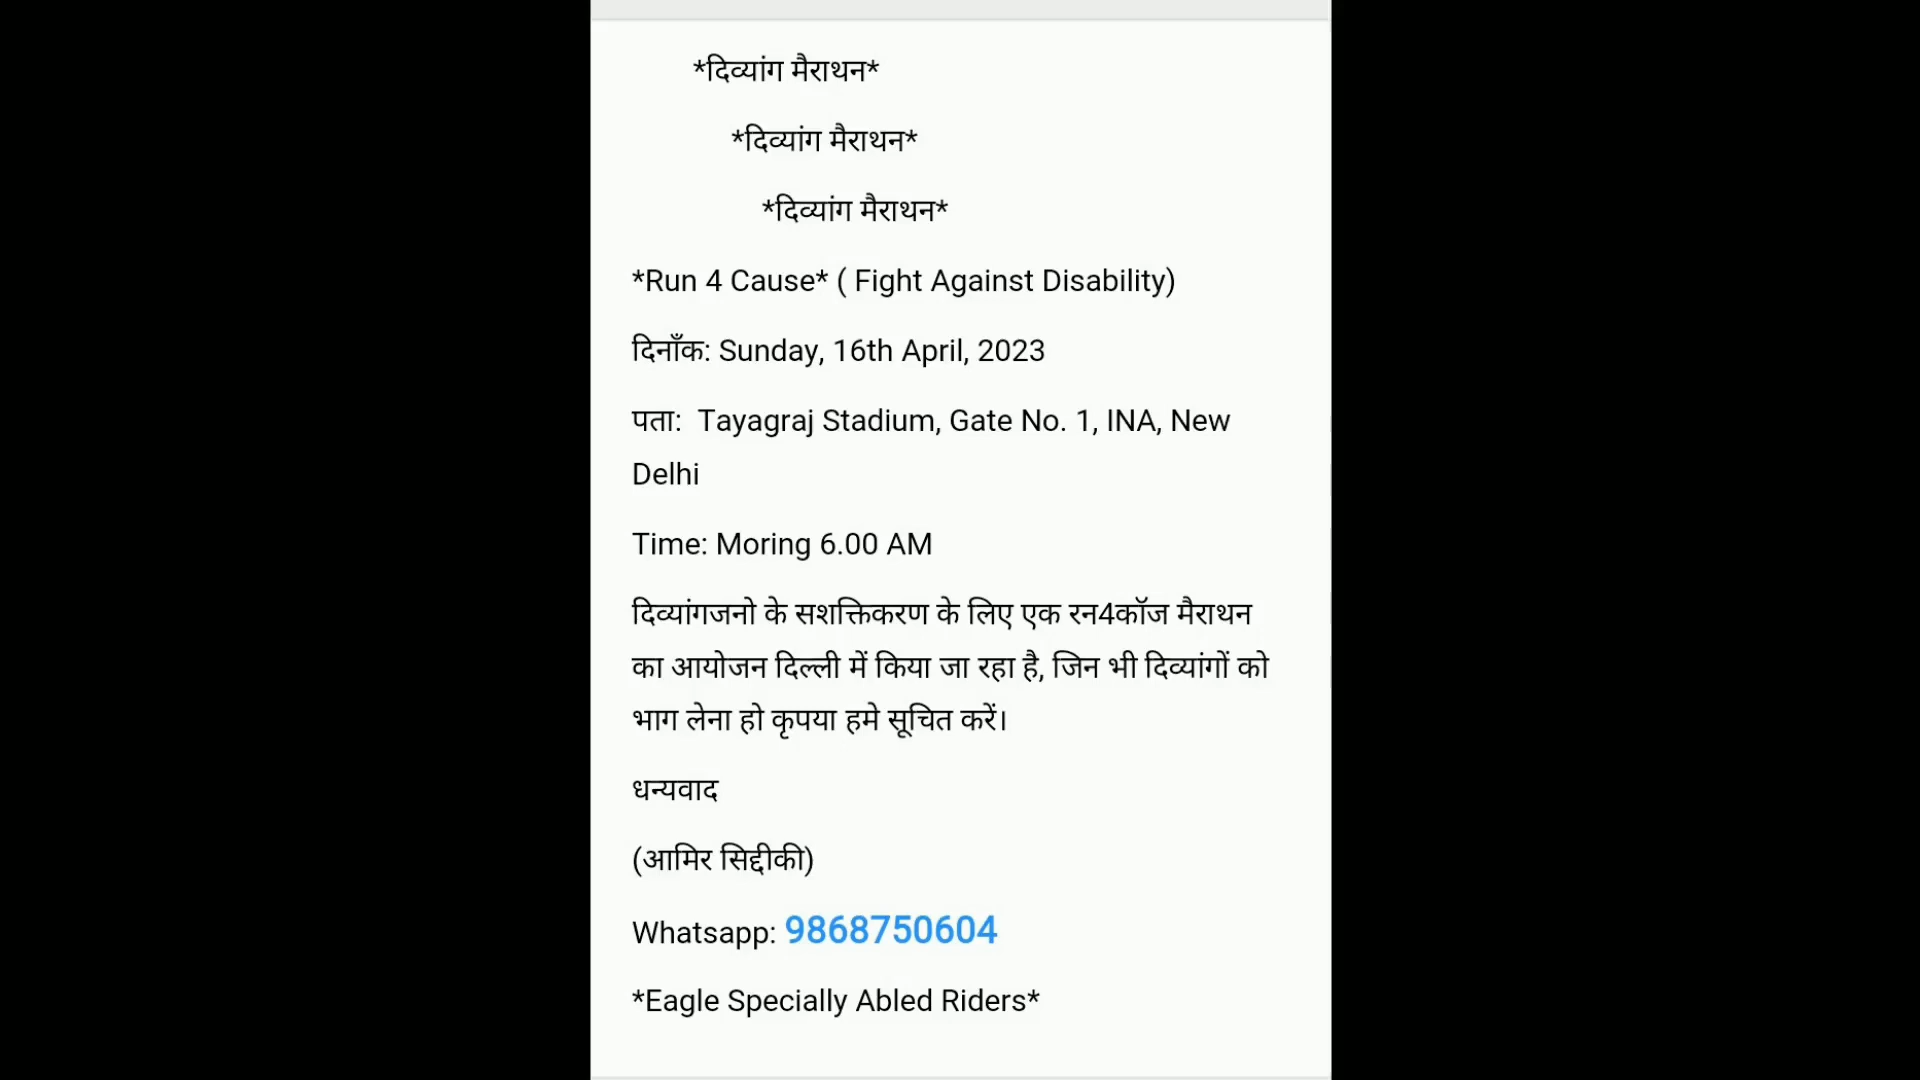 *दिव्यांग मैराथन*
*दिव्यांग मैराथन*
*दिव्यांग मैराथन*
*Run 4 Cause* ( Fight Against Disability)
दिनाँक: Sunday, 16th April, 2023
पता: Tayagraj Stadium, Gate No. 1, INA, New
Delhi
Time: Moring 6.00 AM
दिव्यांगजनो के सशक्तिकरण के लिए एक रन4कॉज मैराथन
का आयोजन दिल्ली में किया जा रहा है, जिन भी दिव्यांगों को
भाग लेना हो कृपया हमे सूचित करें।
धन्यवाद
(आमिर सिद्दीकी)
Whatsapp: 9868750604
*Eagle Specially Abled Riders*